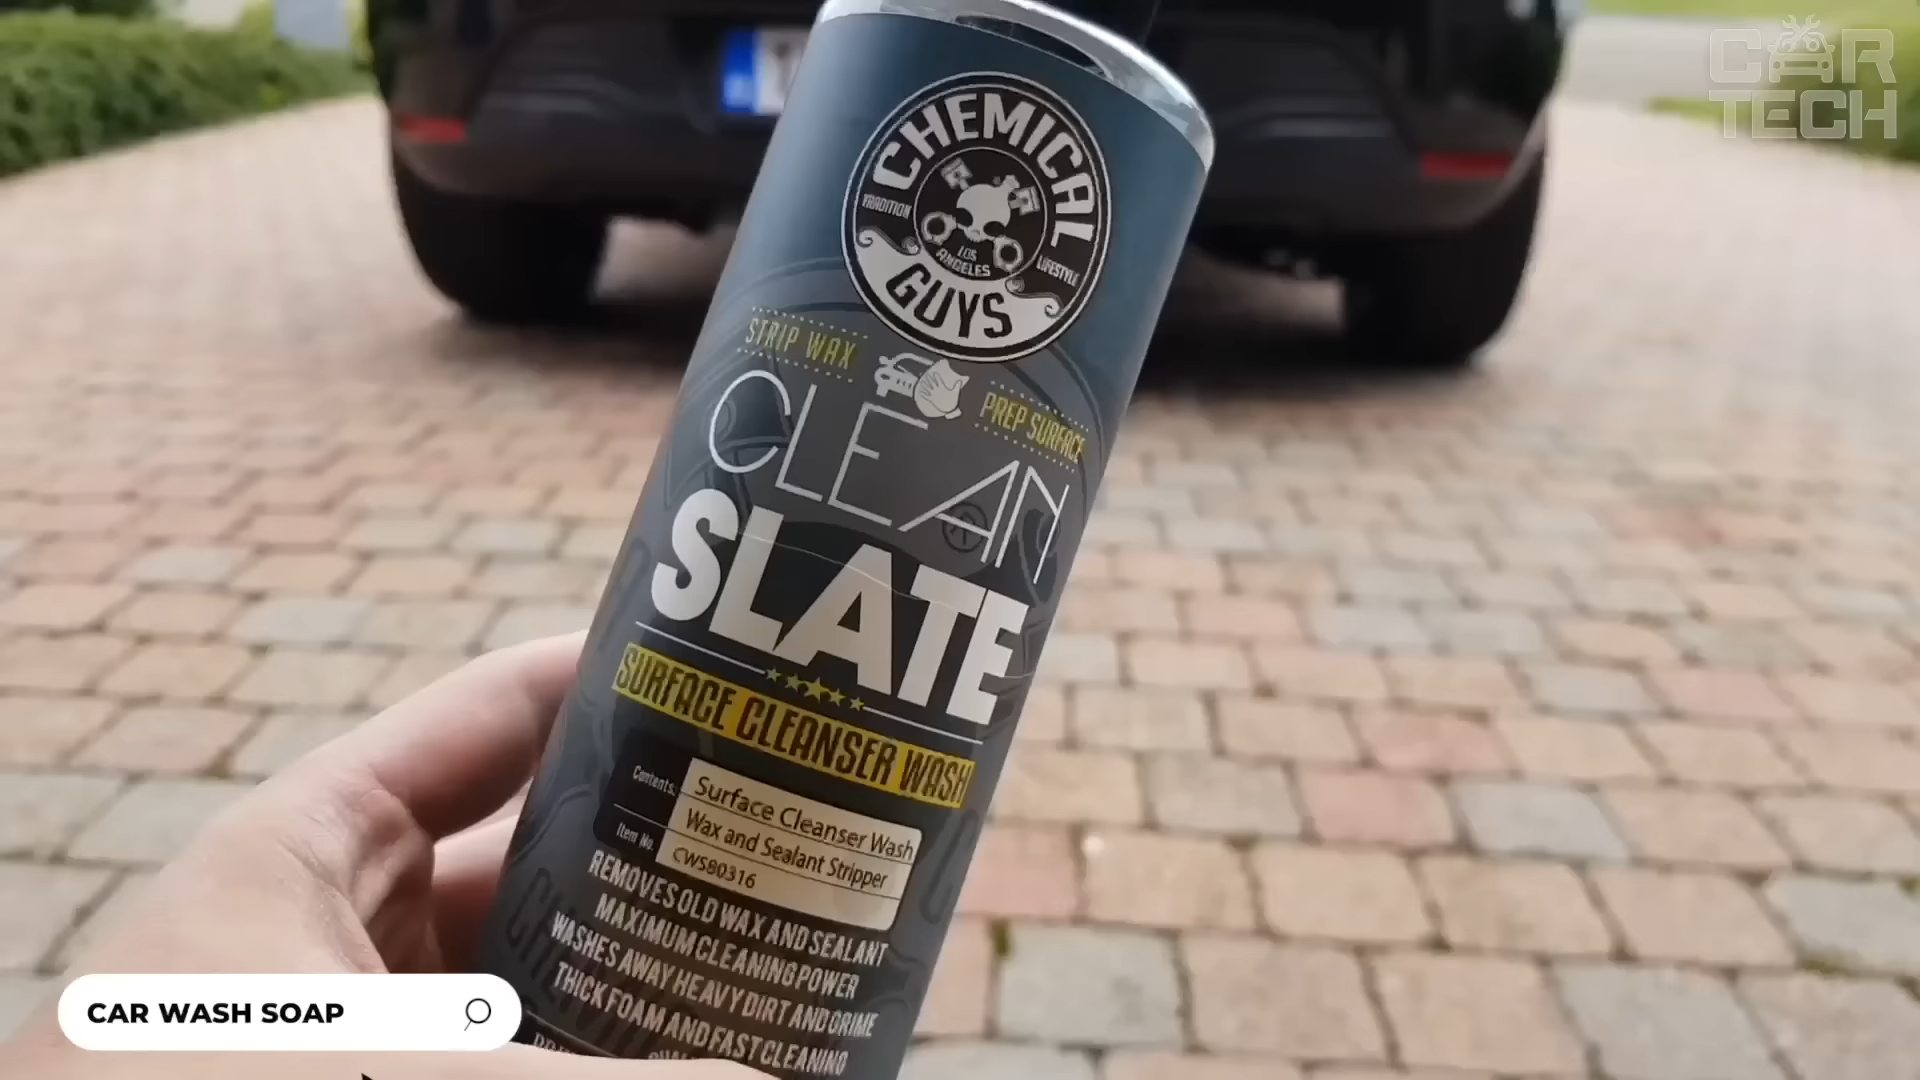 CAR
TECH
CHEMICAL
TRADITION
LIFESTYLE
LOS
ANGELES
GUYS
STRIP WAX
PREP SURFACE
CLEAN
SLATE
SURFACE CLEANSER WASH
Contents: Surface Cleanser Wash
Wax and Sealant Stripper
Item No. CWS80316
REMOVES OLD WAX AND SEALANT
MAXIMUM CLEANING POWER
WASHES AWAY HEAVY DIRT AND GRIME
THICK FOAM AND FAST CLEANING
CAR WASH SOAP